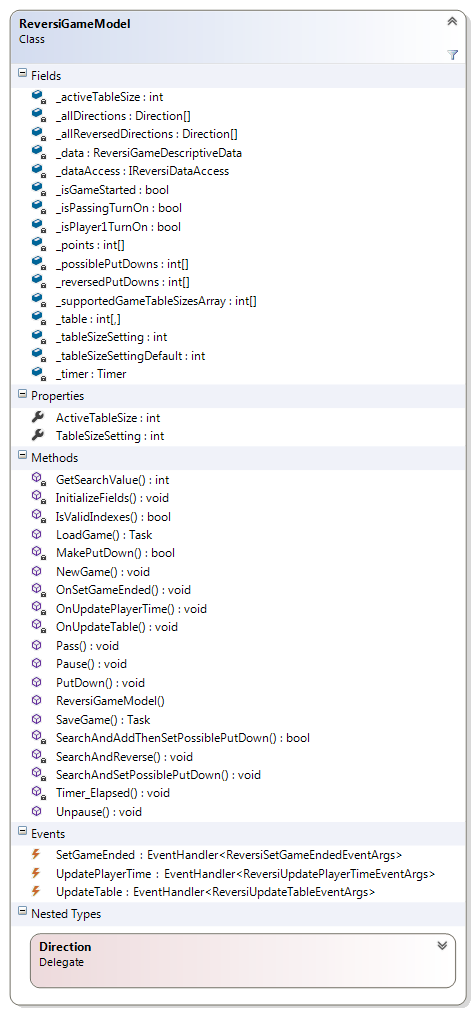 ReversiGameModel
Class
Fields
_activeTableSize : int
_allDirections : Direction[]
_allReversedDirections : Direction[]
_data : ReversiGameDescriptiveData
_dataAccess : IReversiDataAccess
_isGameStarted : bool
_isPassingTurnOn : bool
_isPlayer1TurnOn : bool
_points : int[]
_possiblePutDowns : int[]
_reversedPutDowns : int[]
_supportedGameTableSizesArray : int[]
_table : int[,]
_tableSizeSetting : int
_tableSizeSettingDefault : int
_timer : Timer
Properties
ActiveTableSize : int
TableSizeSetting : int
Methods
GetSearchValue() : int
InitializeFields() : void
IsValidIndexes() : bool
LoadGame() : Task
MakePutDown() : bool
NewGame() : void
OnSetGameEnded() : void
OnUpdatePlayerTime() : void
OnUpdateTable() : void
Pass() : void
Pause() : void
PutDown() : void
ReversiGameModel()
SaveGame() : Task
SearchAndAddThenSetPossiblePutDown() : bool
SearchAndReverse() : void
SearchAndSetPossiblePutDown() : void
Timer_Elapsed() : void
Unpause() : void
Events
SetGameEnded : EventHandler<ReversiSetGameEndedEventArgs>
UpdatePlayerTime : EventHandler<ReversiUpdatePlayerTimeEventArgs>
UpdateTable : EventHandler<ReversiUpdateTableEventArgs>
Nested Types
Direction
Delegate